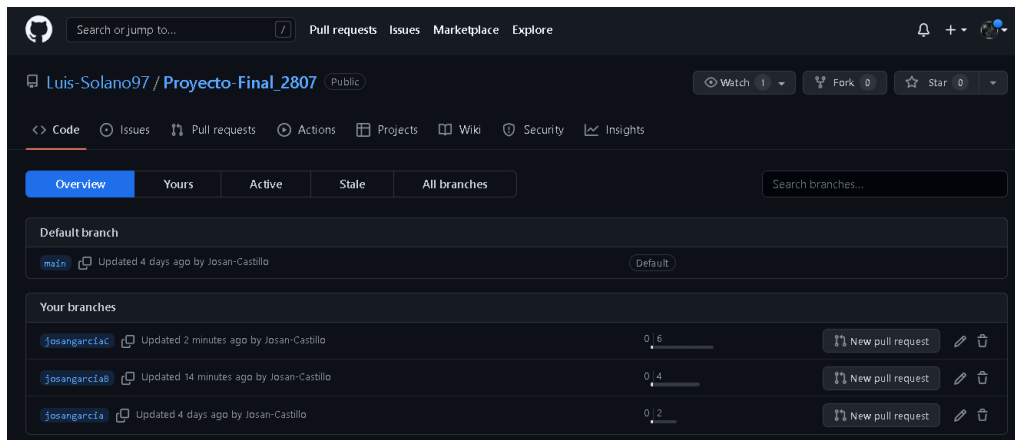 Search or jump to... / Pull requests Issues Marketplace Explore
Luis-Solano97 / Proyecto-Final_2807 Public Watch 1 Fork 0 Star 0
Code Issues Pull requests Actions Projects Wiki Security Insights
Overview Yours Active Stale All branches Search branches...
Default branch
main Updated 4 days ago by Josan-Castillo Default
Your branches
josangarciaC Updated 2 minutes ago by Josan-Castillo 0 6 New pull request
josangarciaB Updated 14 minutes ago by Josan-Castillo 0 4 New pull request
josangarcia Updated 4 days ago by Josan-Castillo 0 2 New pull request